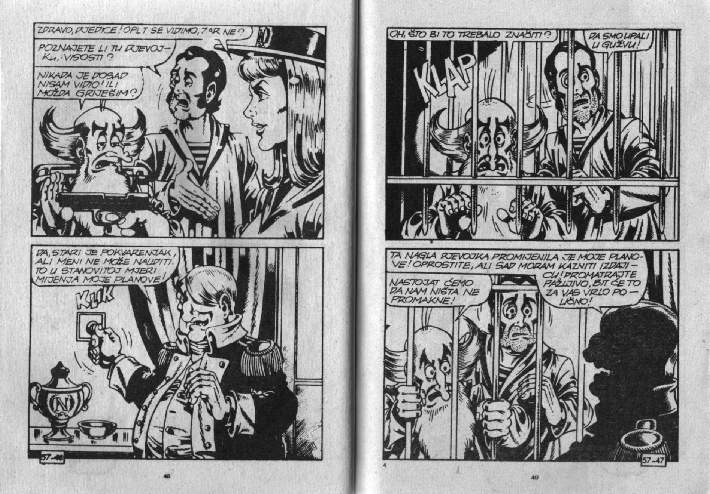 ZDRAVO, DJEDICE! OPET SE VIDIMO, ZAR NE?
POZNAJETE LI TU DJEVOJ-
KU, VISOSTI?
NIKADA JE DOSAD
NISAM VIDIO! ILI
MOŽDA GRIJEŠIM?
DA, STARI JE POKVARENJAK,
ALI MENI NE MOŽE NAUDITI
TO U STANOVITOJ MJERI
MIJENJA MOJE PLANOVE!
KLIK
57-46
48
OH, ŠTO BI TO TREBALO ZNAČITI?
DA SMO UPALI
U GUŽVU!
KLAP
TA NAGLA DJEVOJKA PROMIJENILA JE MOJE PLANO-
VE! OPROSTITE, ALI SAD MORAM KAZNITI IZDAJI-
CU! PROMATRAJTE
PAŽLJIVO, BIT ĆE TO
ZA VAS VRLO PO-
UČNO!
NASTOJAT ĆEMO
DA NAM NIŠTA NE
PROMAKNE!
57-47
49
N